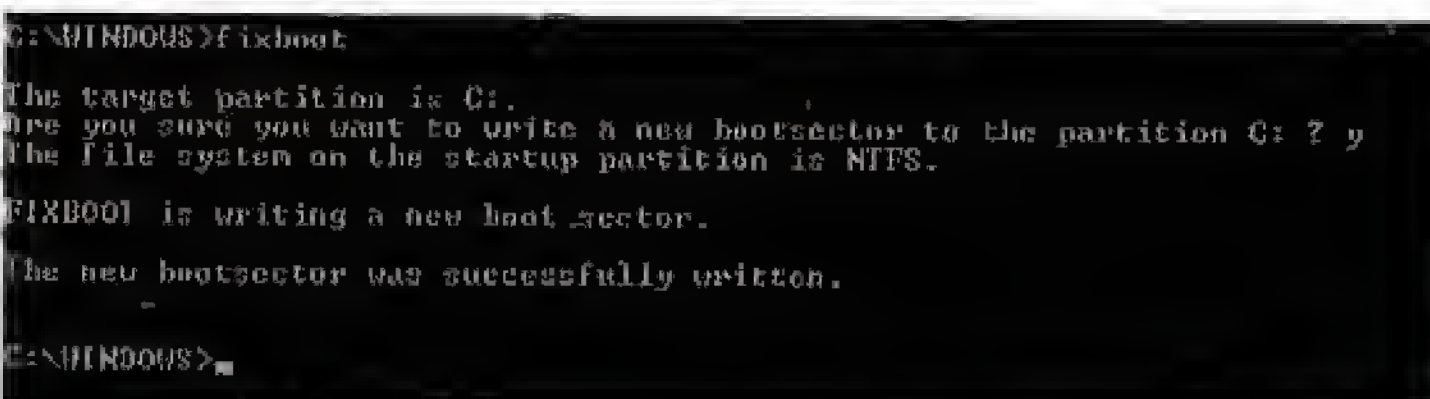 C:\WINDOWS>fixboot
The target partition is C:.
Are you sure you want to write a new bootsector to the partition C: ? y
The file system on the startup partition is NTFS.
FIXBOOT is writing a new boot sector.
The new bootsector was successfully written.
C:\WINDOWS>_